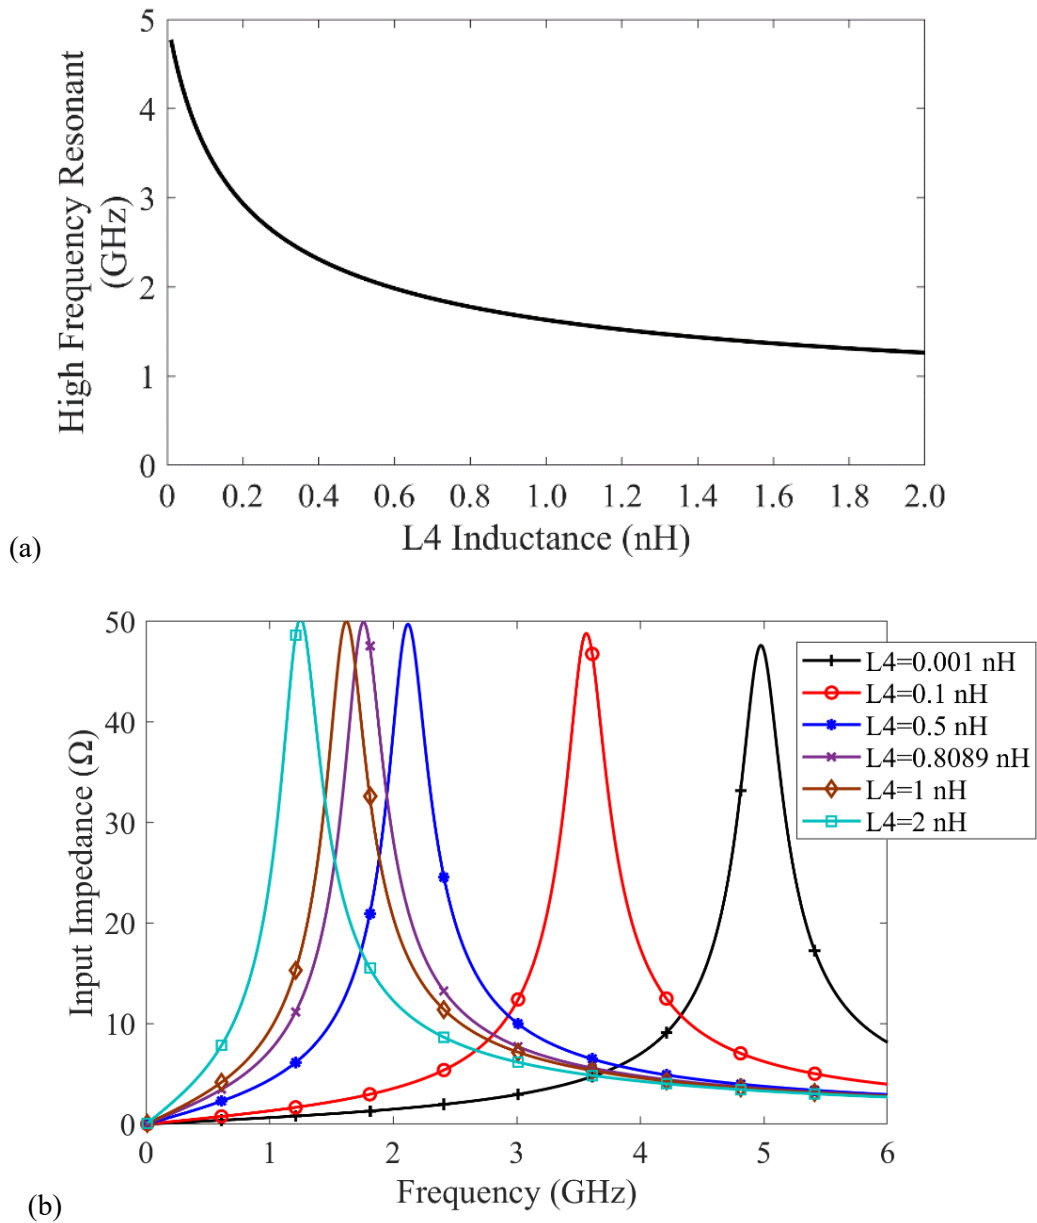 High Frequency Resonant
(GHz)
5
4
3
2
1
0
0 0.2 0.4 0.6 0.8 1.0 1.2 1.4 1.6 1.8 2.0
L4 Inductance (nH)
(a)
Input Impedance (Ω)
50
40
30
20
10
0
L4=0.001 nH
L4=0.1 nH
L4=0.5 nH
L4=0.8089 nH
L4=1 nH
L4=2 nH
0 1 2 3 4 5 6
Frequency (GHz)
(b)